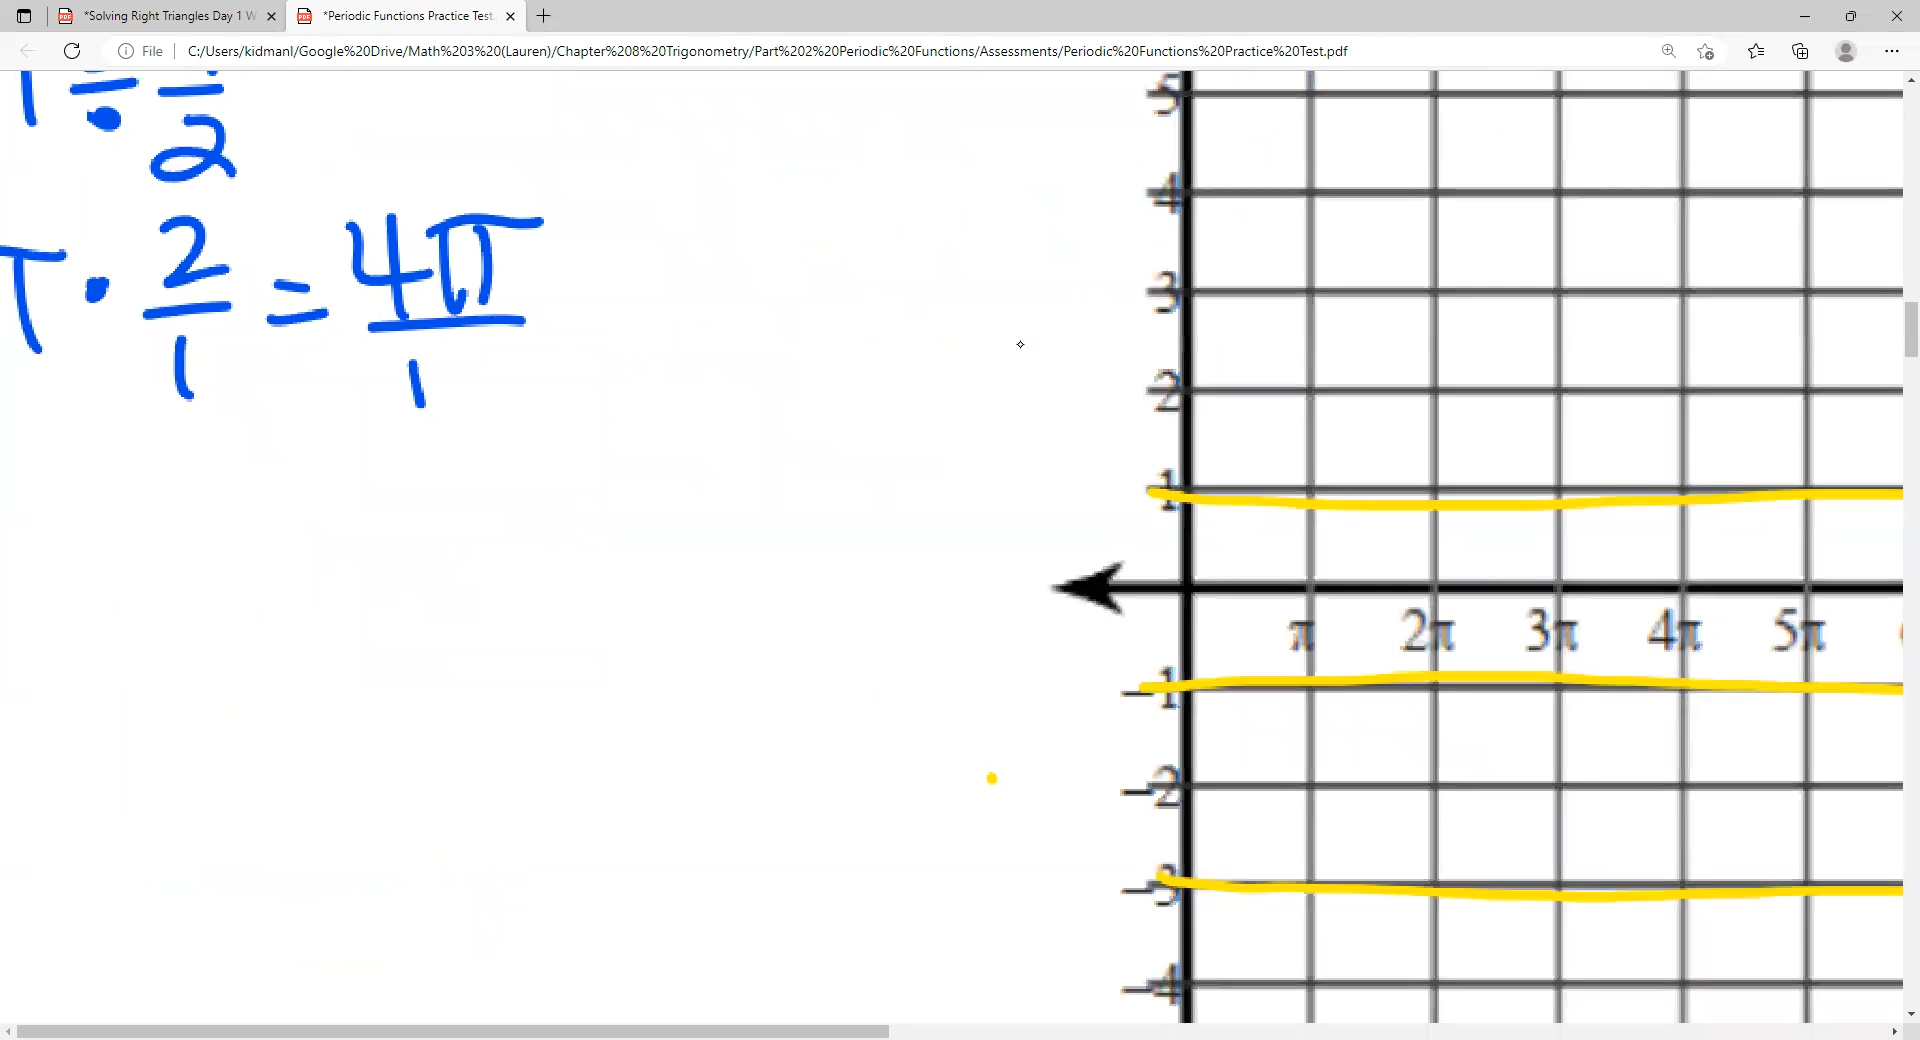 *Solving Right Triangles Day 1 W
*Periodic Functions Practice Test.
File C:/Users/kidmanl/Google%20Drive/Math%203%20(Lauren)/Chapter%208%20Trigonometry/Part%202%20Periodic%20Functions/Assessments/Periodic%20Functions%20Practice%20Test.pdf
2
· 2/1 = 4π/1
5
4
3
2
1
π 2π 3π 4π 5π
-1
-2
-3
-4